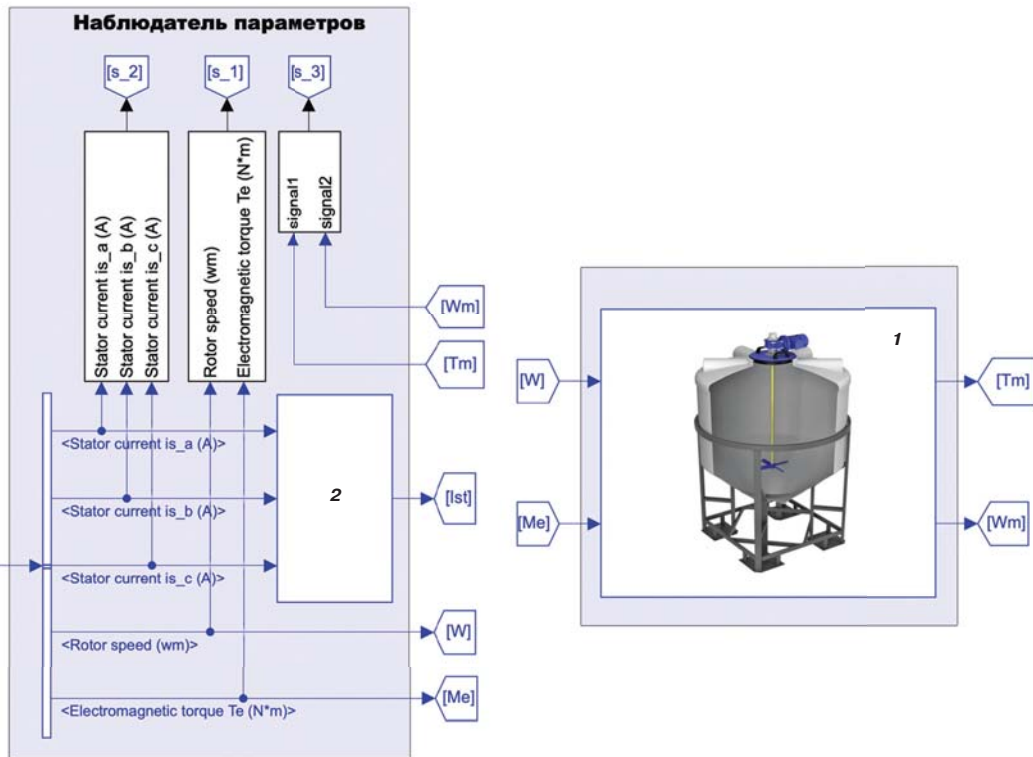 Наблюдатель параметров
[s_2]
[s_1]
[s_3]
Stator current is_a (A)
Stator current is_b (A)
Stator current is_c (A)
Rotor speed (wm)
Electromagnetic torque Te (N*m)
signal1
signal2
[Wm]
[Tm]
<Stator current is_a (A)>
<Stator current is_b (A)>
<Stator current is_c (A)>
2
[Ist]
<Rotor speed (wm)>
[W]
<Electromagnetic torque Te (N*m)>
[Me]
1
[W]
[Me]
[Tm]
[Wm]